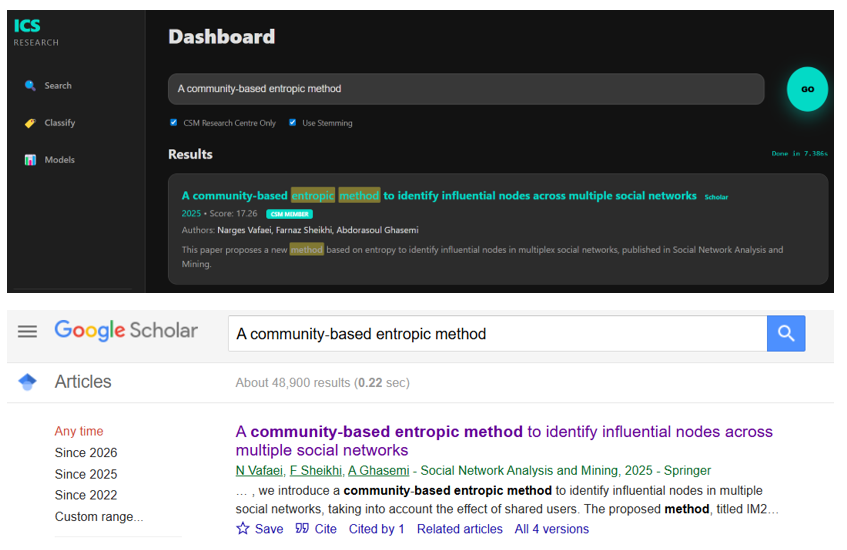 ICS
RESEARCH
Search
Classify
Models
Dashboard
A community-based entropic method
GO
CSM Research Centre Only Use Stemming
Results
Done in 7.386s
A community-based entropic method to identify influential nodes across multiple social networks Scholar
2025 • Score: 17.26 CSM MEMBER
Authors: Narges Vafaei, Farnaz Sheikhi, Abdorasoul Ghasemi
This paper proposes a new method based on entropy to identify influential nodes in multiplex social networks, published in Social Network Analysis and
Mining.
Google Scholar
A community-based entropic method
Articles
About 48,900 results (0.22 sec)
Any time
Since 2026
Since 2025
Since 2022
Custom range...
A community-based entropic method to identify influential nodes across
multiple social networks
N Vafaei, F Sheikhi, A Ghasemi - Social Network Analysis and Mining, 2025 - Springer
… , we introduce a community-based entropic method to identify influential nodes in multiple
social networks, taking into account the effect of shared users. The proposed method, titled IM2…
Save Cite Cited by 1 Related articles All 4 versions